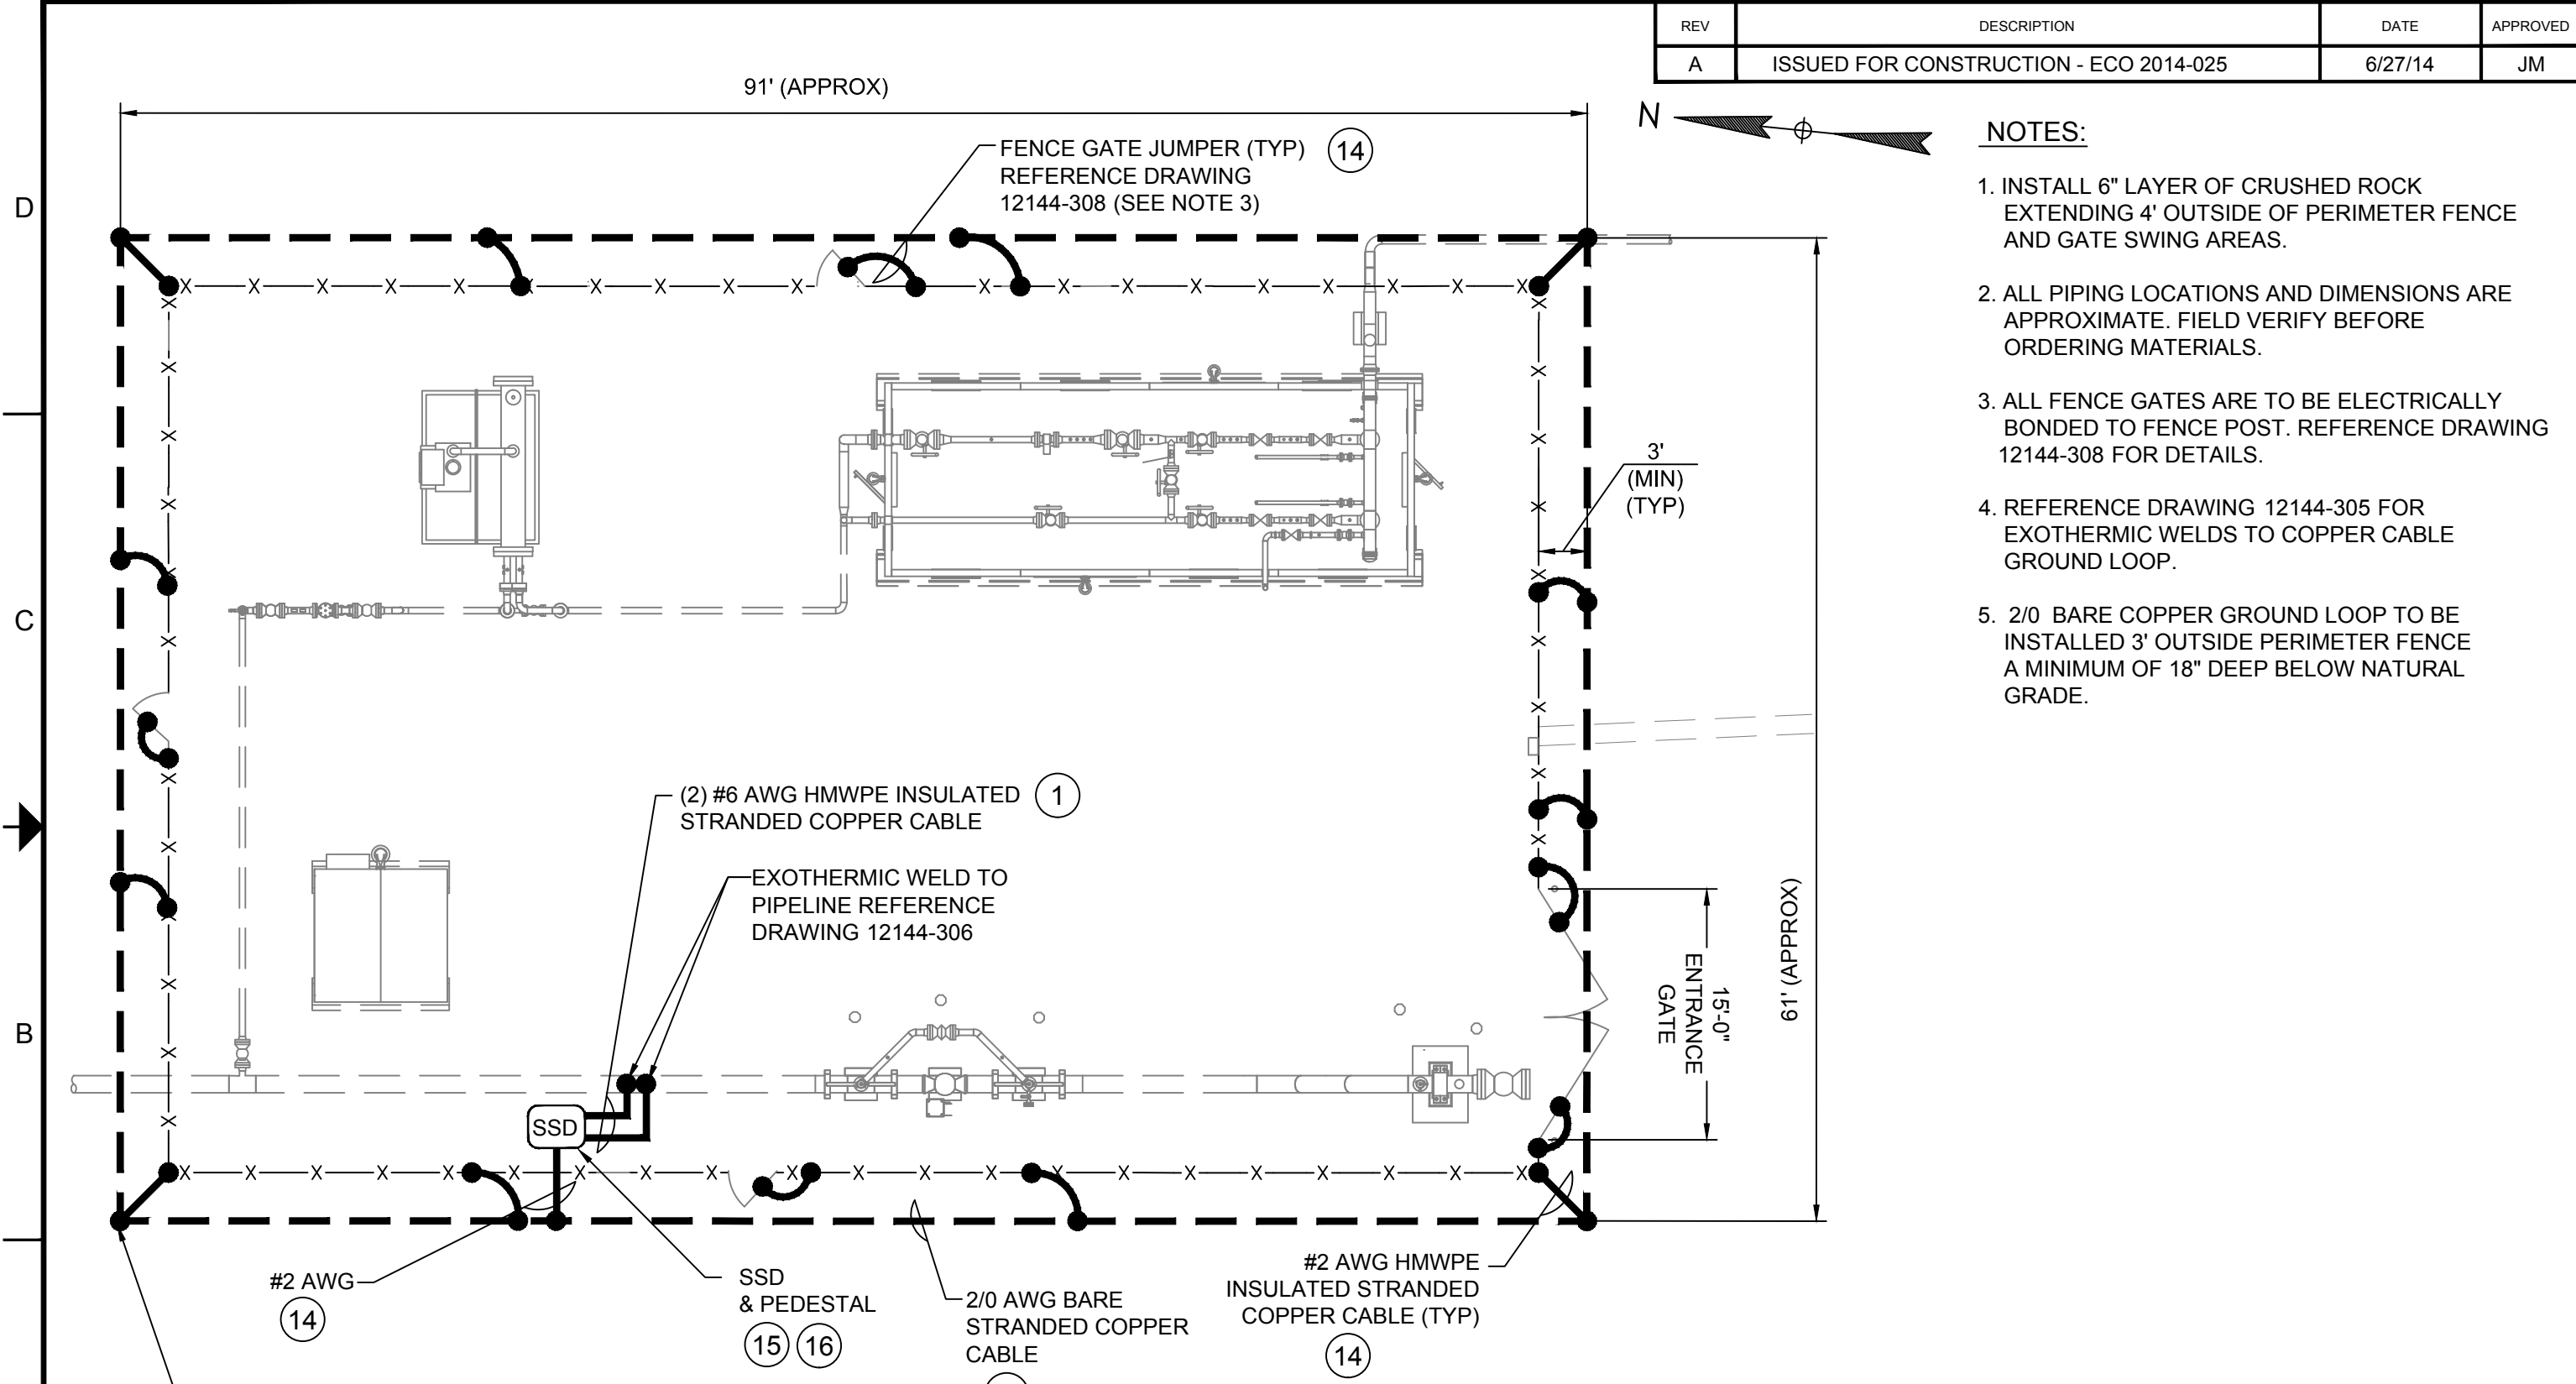 REV DESCRIPTION DATE APPROVED
A ISSUED FOR CONSTRUCTION - ECO 2014-025 6/27/14 JM
91' (APPROX)
N
NOTES:
1. INSTALL 6" LAYER OF CRUSHED ROCK
EXTENDING 4' OUTSIDE OF PERIMETER FENCE
AND GATE SWING AREAS.
2. ALL PIPING LOCATIONS AND DIMENSIONS ARE
APPROXIMATE. FIELD VERIFY BEFORE
ORDERING MATERIALS.
3. ALL FENCE GATES ARE TO BE ELECTRICALLY
BONDED TO FENCE POST. REFERENCE DRAWING
12144-308 FOR DETAILS.
4. REFERENCE DRAWING 12144-305 FOR
EXOTHERMIC WELDS TO COPPER CABLE
GROUND LOOP.
5. 2/0 BARE COPPER GROUND LOOP TO BE
INSTALLED 3' OUTSIDE PERIMETER FENCE
A MINIMUM OF 18" DEEP BELOW NATURAL
GRADE.
D
C
B
FENCE GATE JUMPER (TYP) 14
REFERENCE DRAWING
12144-308 (SEE NOTE 3)
3'
(MIN)
(TYP)
(2) #6 AWG HMWPE INSULATED 1
STRANDED COPPER CABLE
EXOTHERMIC WELD TO
PIPELINE REFERENCE
DRAWING 12144-306
15'-0"
ENTRANCE
GATE
61' (APPROX)
SSD
#2 AWG
14
SSD
& PEDESTAL
15 16
2/0 AWG BARE
STRANDED COPPER
CABLE
#2 AWG HMWPE
INSULATED STRANDED
COPPER CABLE (TYP)
14